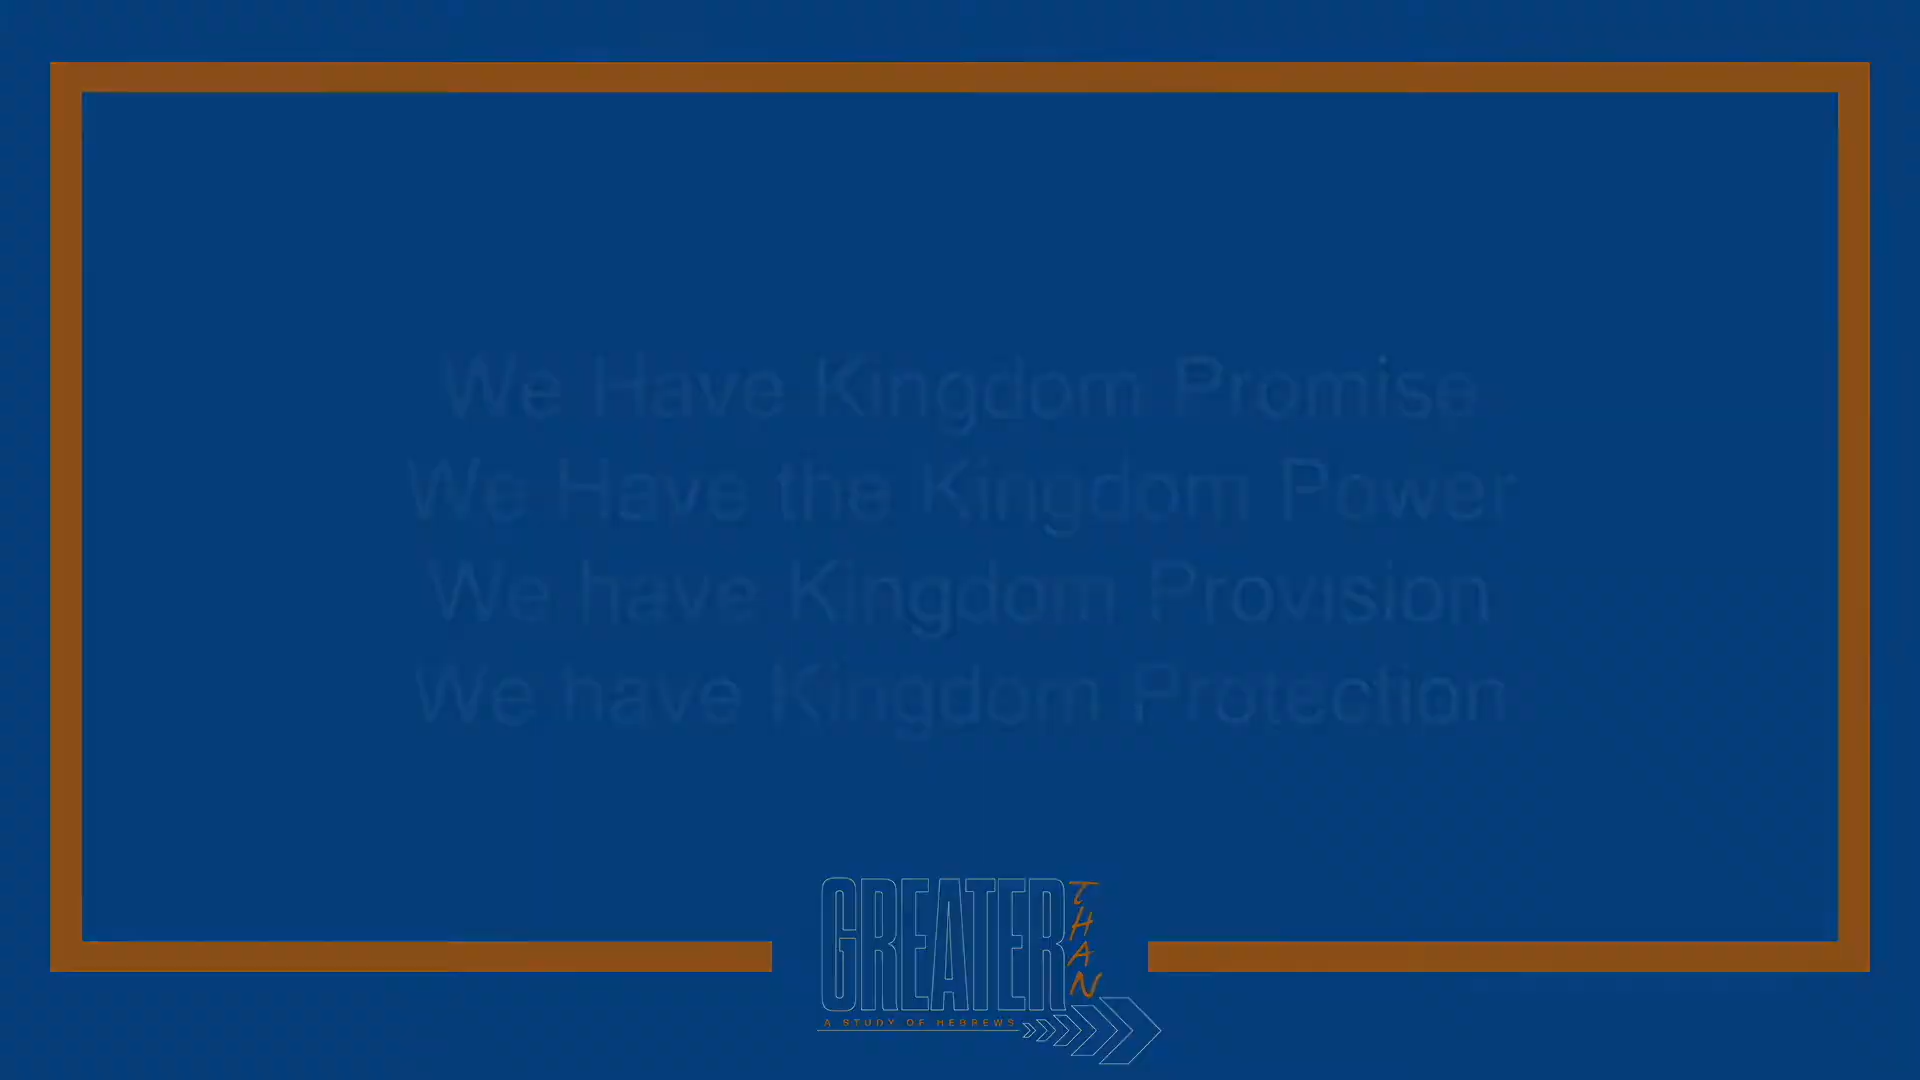 We Have Kingdom Promise
We Have the Kingdom Power
We have Kingdom Provision
We have Kingdom Protection
GREATER THAN
A STUDY OF HEBREWS